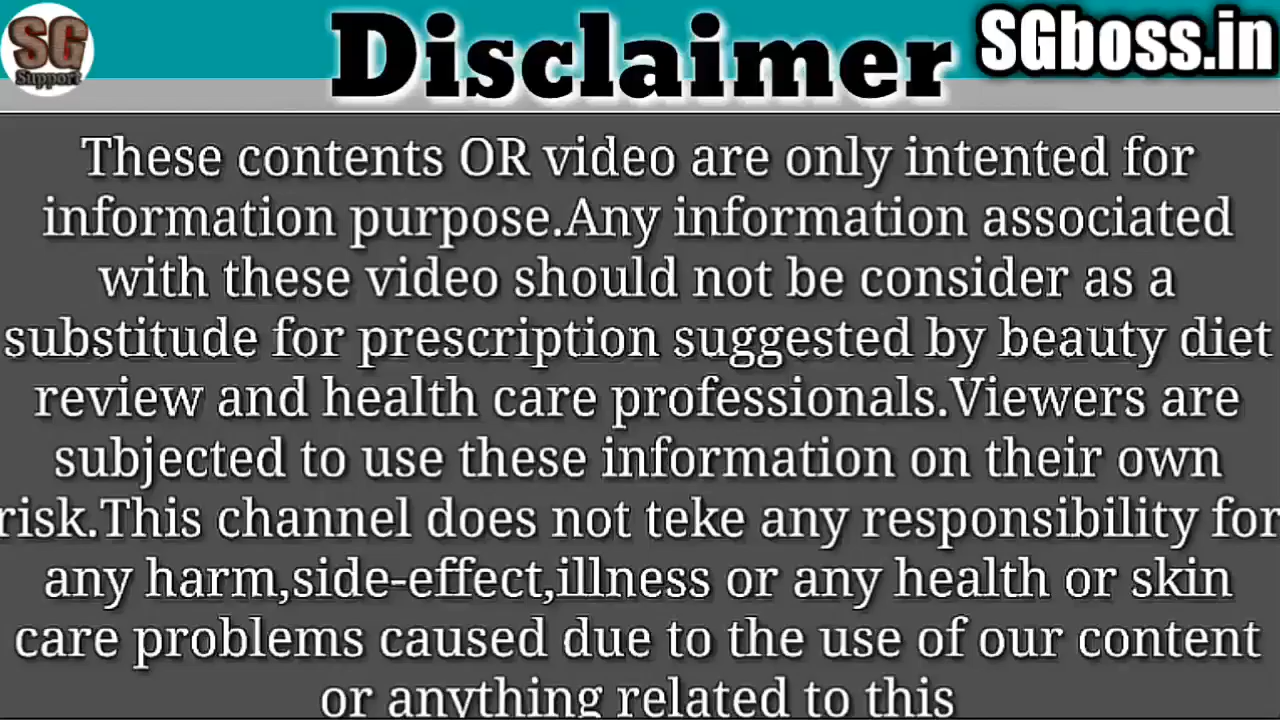 SG
Support
Disclaimer
SGboss.in
These contents OR video are only intented for
information purpose.Any information associated
with these video should not be consider as a
substitude for prescription suggested by beauty diet
review and health care professionals.Viewers are
subjected to use these information on their own
risk.This channel does not teke any responsibility for
any harm,side-effect,illness or any health or skin
care problems caused due to the use of our content
or anything related to this